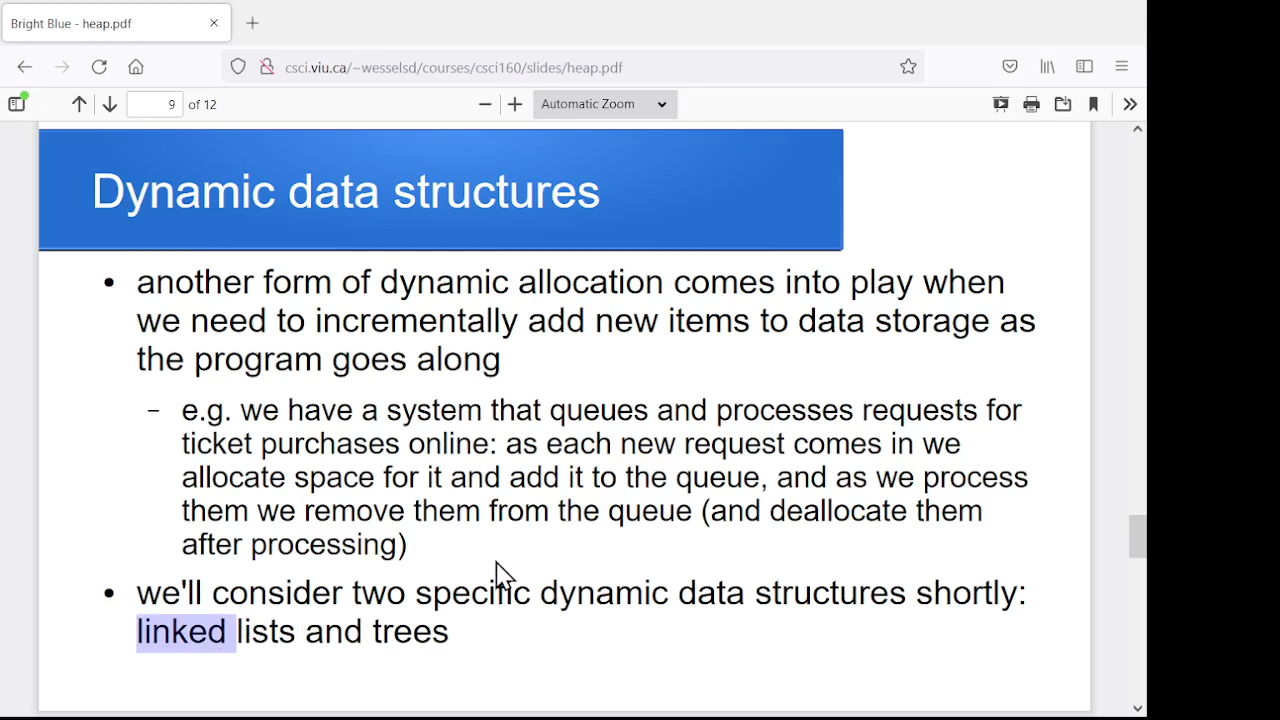 Bright Blue - heap.pdf
csci.viu.ca/~wesselsd/courses/csci160/slides/heap.pdf
9 of 12
Automatic Zoom
Dynamic data structures
• another form of dynamic allocation comes into play when
we need to incrementally add new items to data storage as
the program goes along
– e.g. we have a system that queues and processes requests for
ticket purchases online: as each new request comes in we
allocate space for it and add it to the queue, and as we process
them we remove them from the queue (and deallocate them
after processing)
• we'll consider two specific dynamic data structures shortly:
linked lists and trees